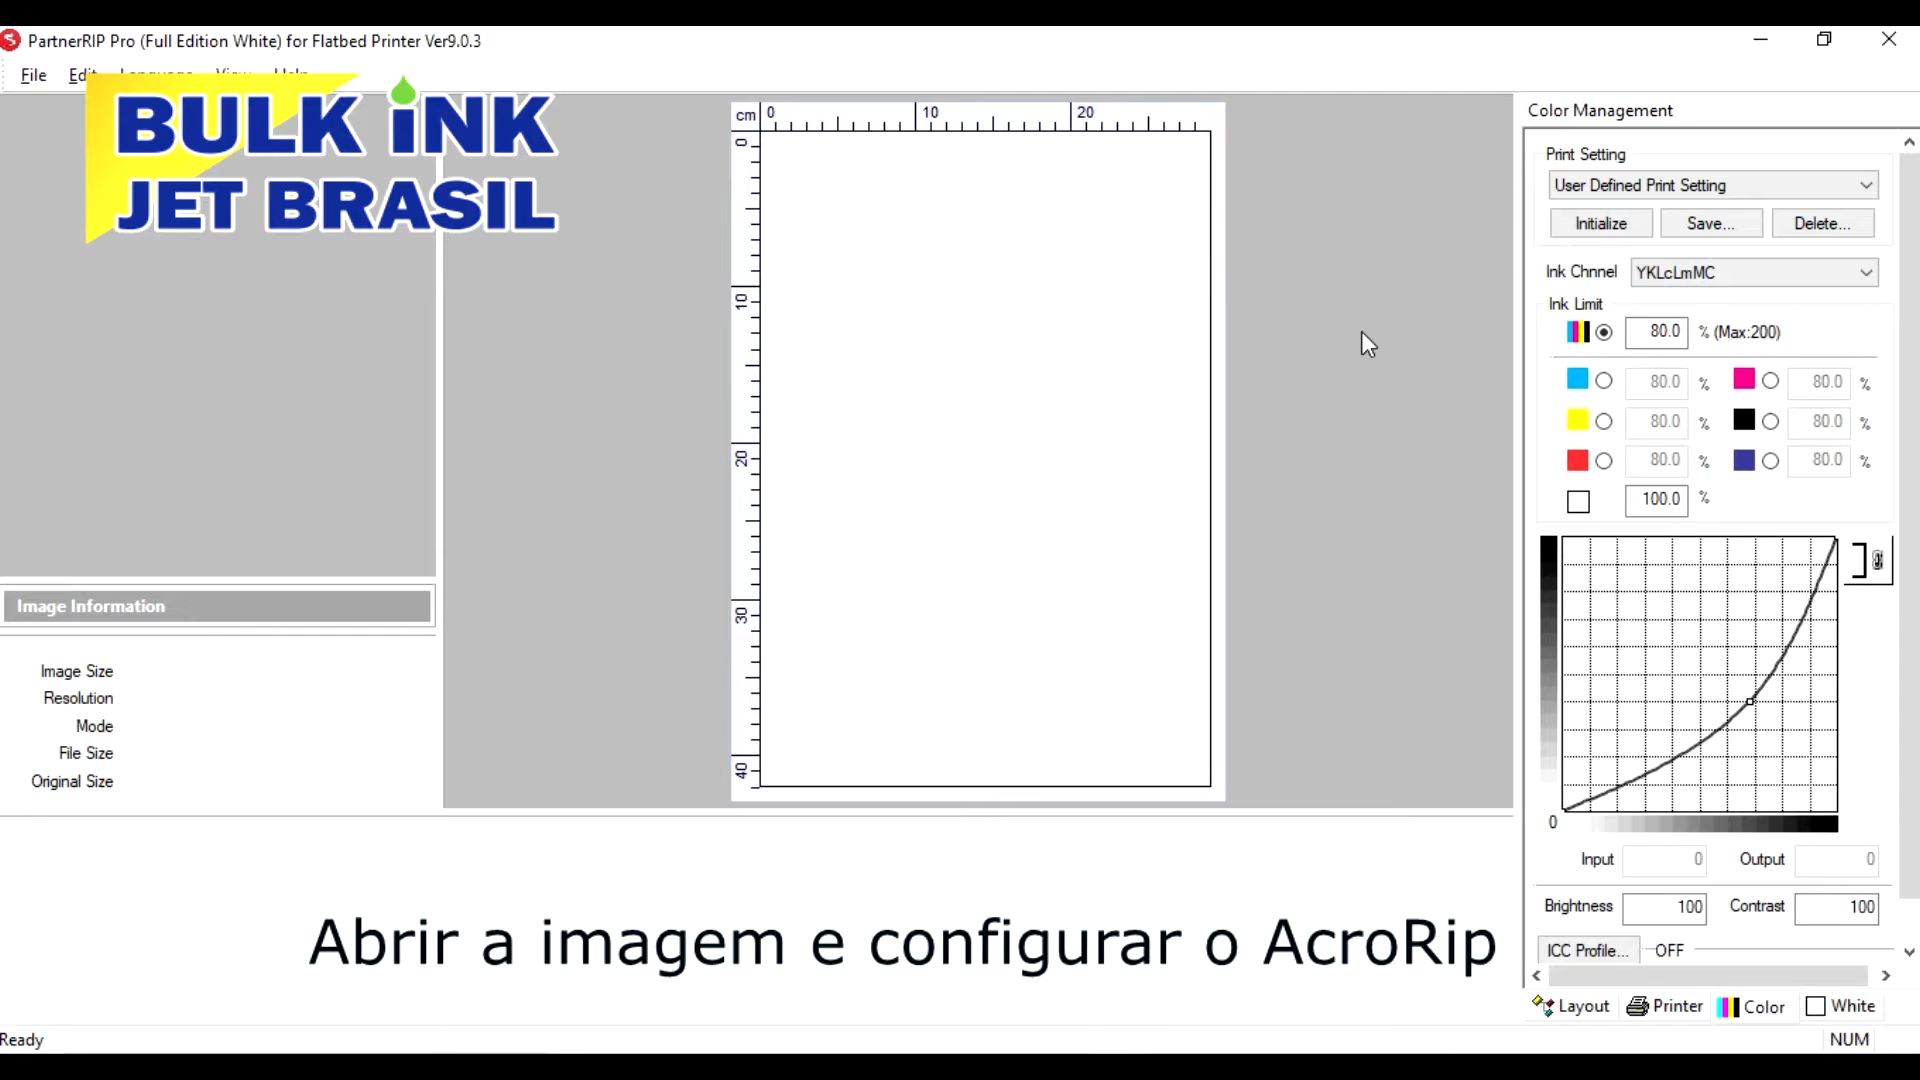 PartnerRIP Pro (Full Edition White) for Flatbed Printer Ver9.0.3
File Edit Language View Help
BULK iNK
JET BRASIL
cm 0 10 20
0
10
20
30
40
Image Information
Image Size
Resolution
Mode
File Size
Original Size
Abrir a imagem e configurar o AcroRip
Color Management
Print Setting
User Defined Print Setting
Initialize Save... Delete...
Ink Chnnel YKLcLmMC
Ink Limit
80.0 % (Max:200)
80.0 % 80.0 %
80.0 % 80.0 %
80.0 % 80.0 %
100.0 %
0
Input 0 Output 0
Brightness 100 Contrast 100
ICC Profile... OFF
Layout Printer Color White
Ready NUM